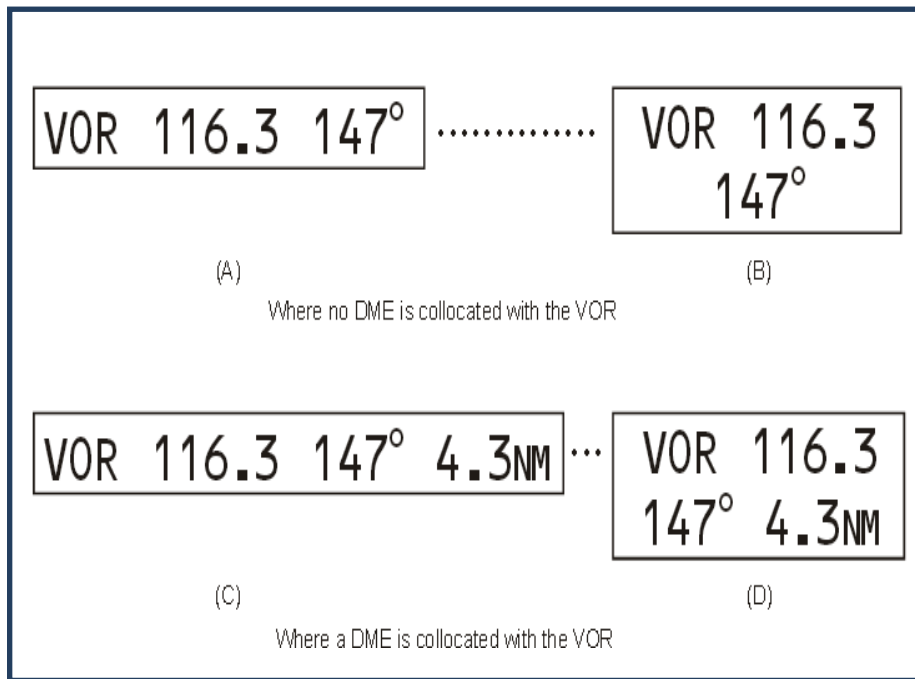 VOR 116.3 147°
VOR 116.3
147°
(A)
(B)
Where no DME is collocated with the VOR
VOR 116.3 147° 4.3NM
VOR 116.3
147° 4.3NM
(C)
(D)
Where a DME is collocated with the VOR